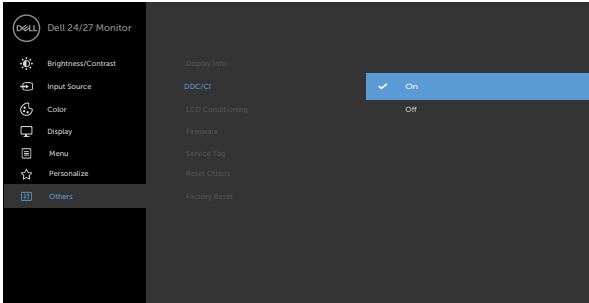 DELL
Dell 24/27 Monitor
Brightness/Contrast
Display Info
Input Source
DDC/CI
On
Color
LCD Conditioning
Off
Display
Firmware
Menu
Service Tag
Personalize
Reset Others
Others
Factory Reset